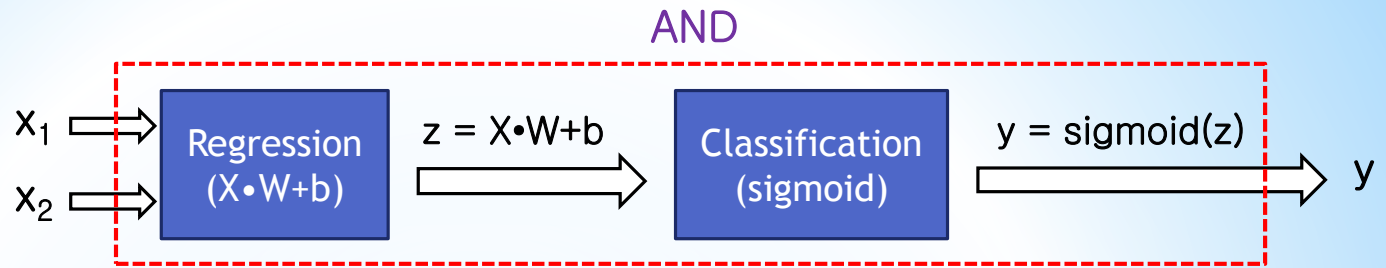 AND
x₁
x₂
Regression
(X•W+b)
z = X•W+b
Classification
(sigmoid)
y = sigmoid(z)
y